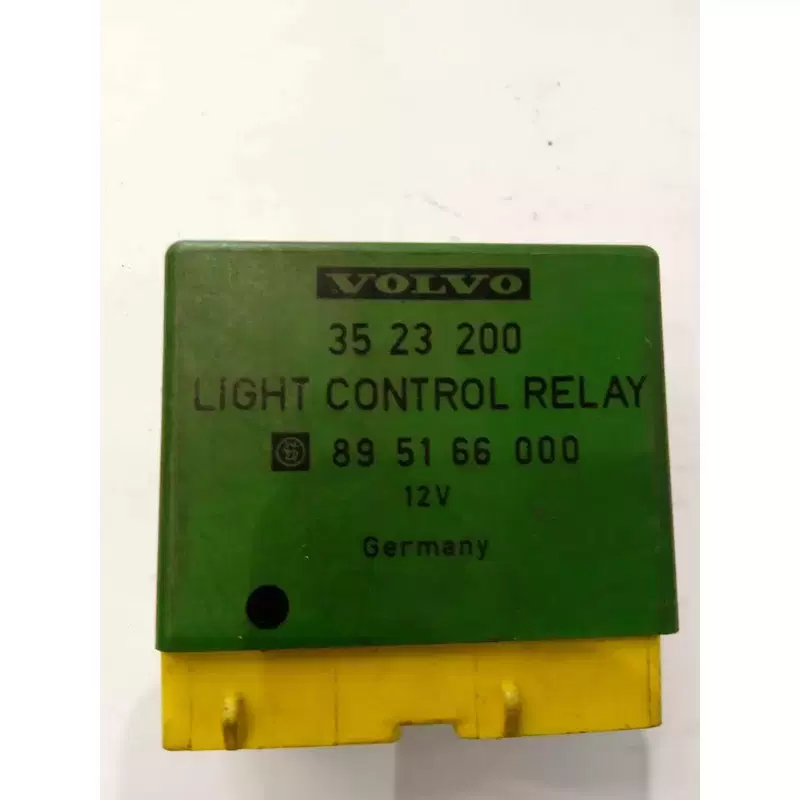 VOLVO
35 23 200
LIGHT CONTROL RELAY
89 51 66 000
12V
Germany